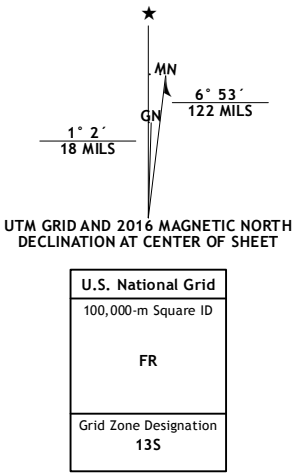 ★
MN
GN
6° 53´
122 MILS
1° 2´
18 MILS
UTM GRID AND 2016 MAGNETIC NORTH
DECLINATION AT CENTER OF SHEET
U.S. National Grid
100,000-m Square ID
FR
Grid Zone Designation
13S